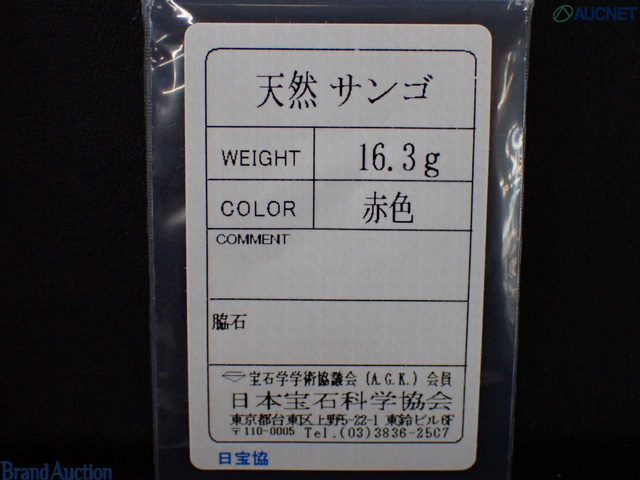 AUCNET
天然 サンゴ
WEIGHT 16.3g
COLOR 赤色
COMMENT
脇石
宝石学学術協議会 (A.G.K.) 会員
日本宝石科学協会
東京都台東区上野5-22-1 東鈴ビル6F
〒110-0005 Tel.(03)3836-2567
日宝協
Brand Auction